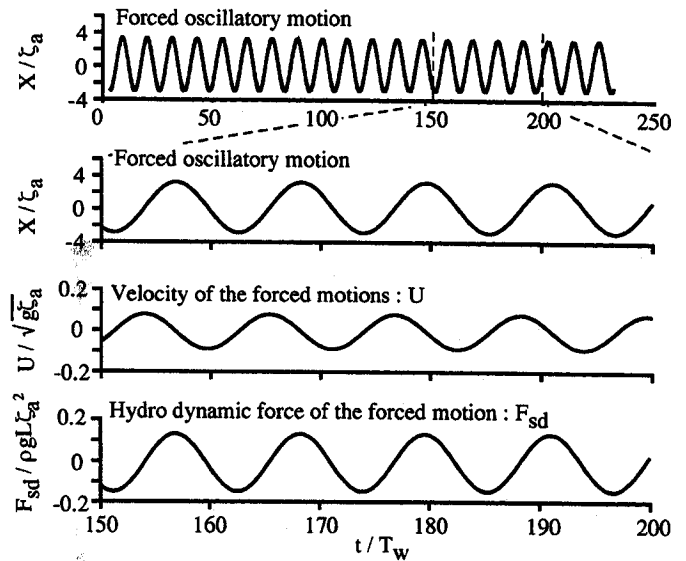 Forced oscillatory motion
X / ζa
4
0
-4
0 50 100 150 200 250
Forced oscillatory motion
X / ζa
4
0
-4
Velocity of the forced motions : U
U / √gζa
0.2
0
-0.2
Hydro dynamic force of the forced motion : Fsd
Fsd / ρgLζa²
0.2
0
-0.2
150 160 170 180 190 200
t / Tw